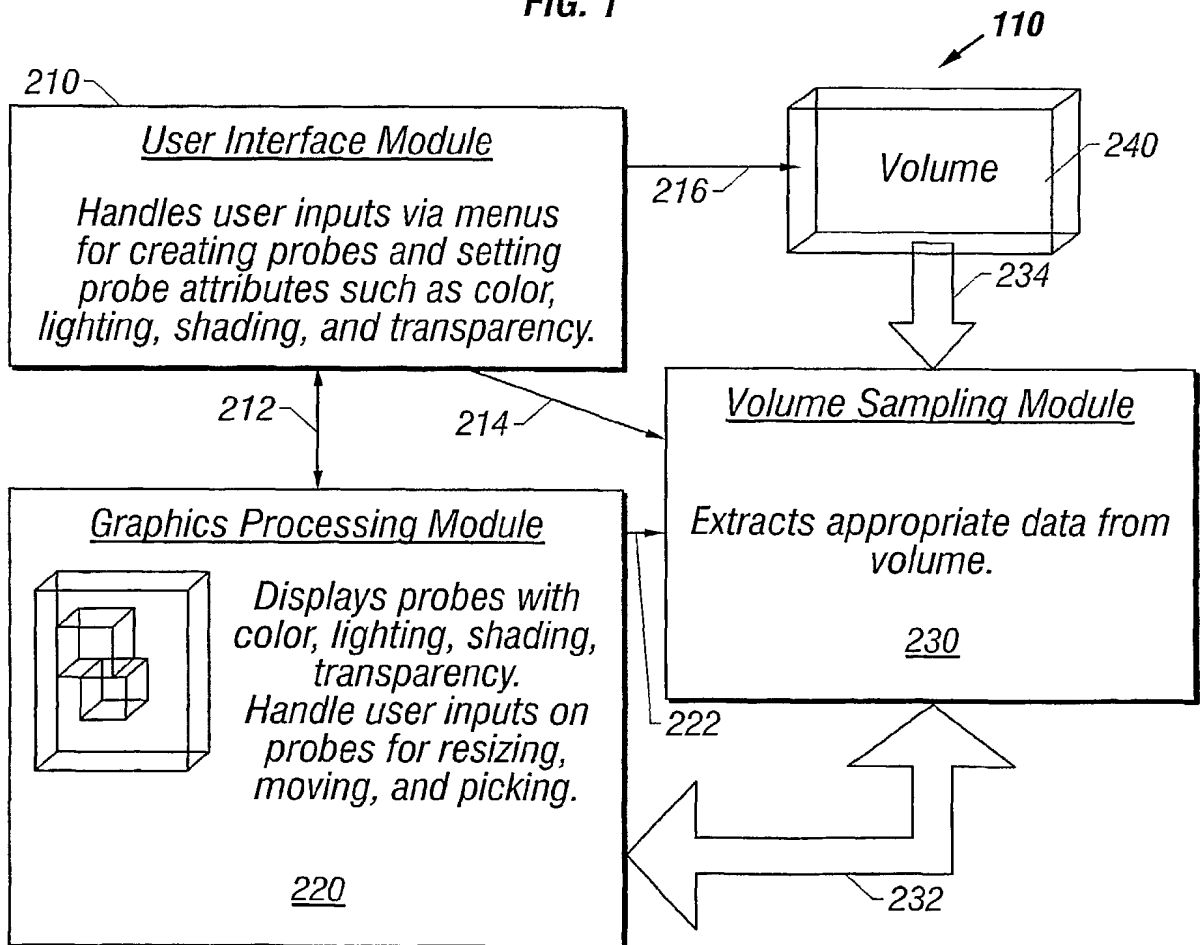 FIG. 1
110
210
User Interface Module
Handles user inputs via menus
for creating probes and setting
probe attributes such as color,
lighting, shading, and transparency.
216
Volume
240
234
212
214
Volume Sampling Module
Extracts appropriate data from
volume.
230
Graphics Processing Module
Displays probes with
color, lighting, shading,
transparency.
Handle user inputs on
probes for resizing,
moving, and picking.
220
222
232